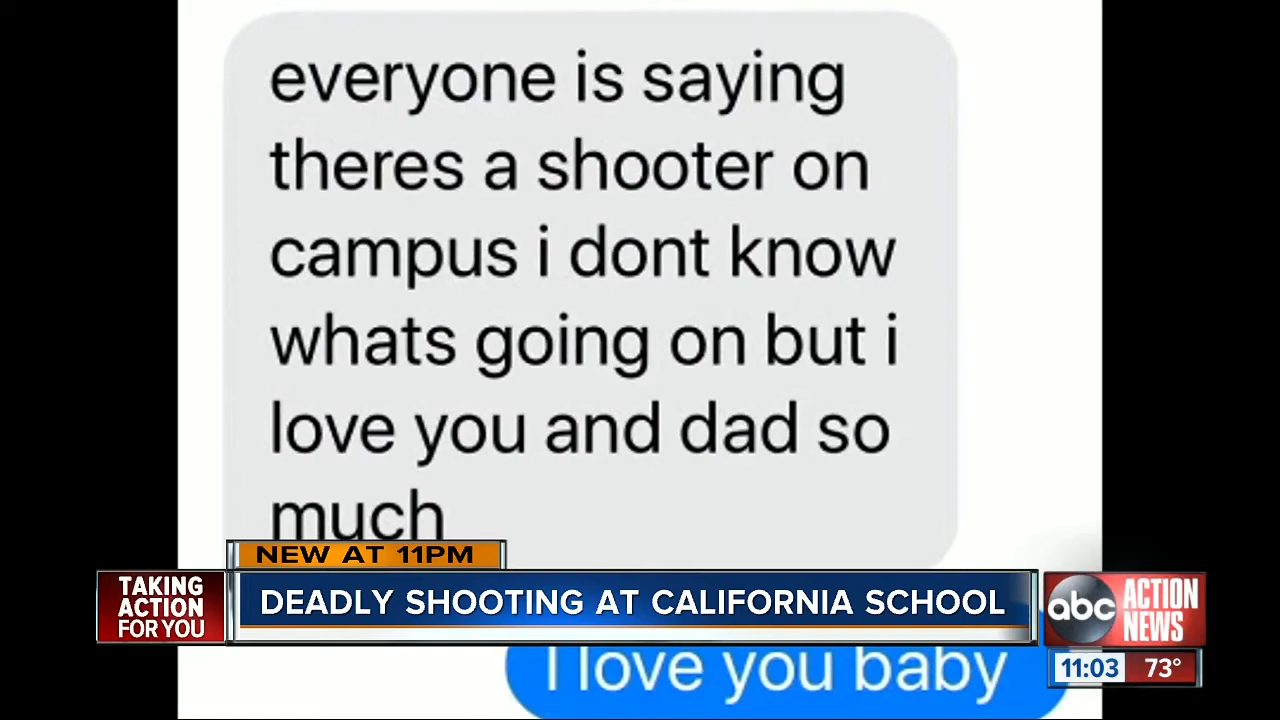 everyone is saying
theres a shooter on
campus i dont know
whats going on but i
love you and dad so
much
NEW AT 11PM
TAKING
ACTION
FOR YOU
DEADLY SHOOTING AT CALIFORNIA SCHOOL
abc
ACTION
NEWS
I love you baby
11:03 73°